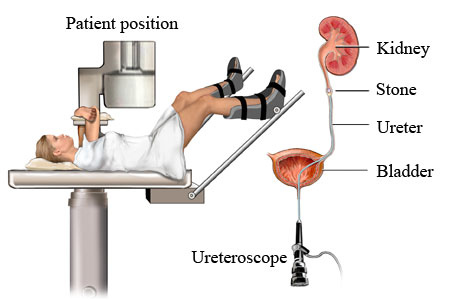 Patient position
Kidney
Stone
Ureter
Bladder
Ureteroscope